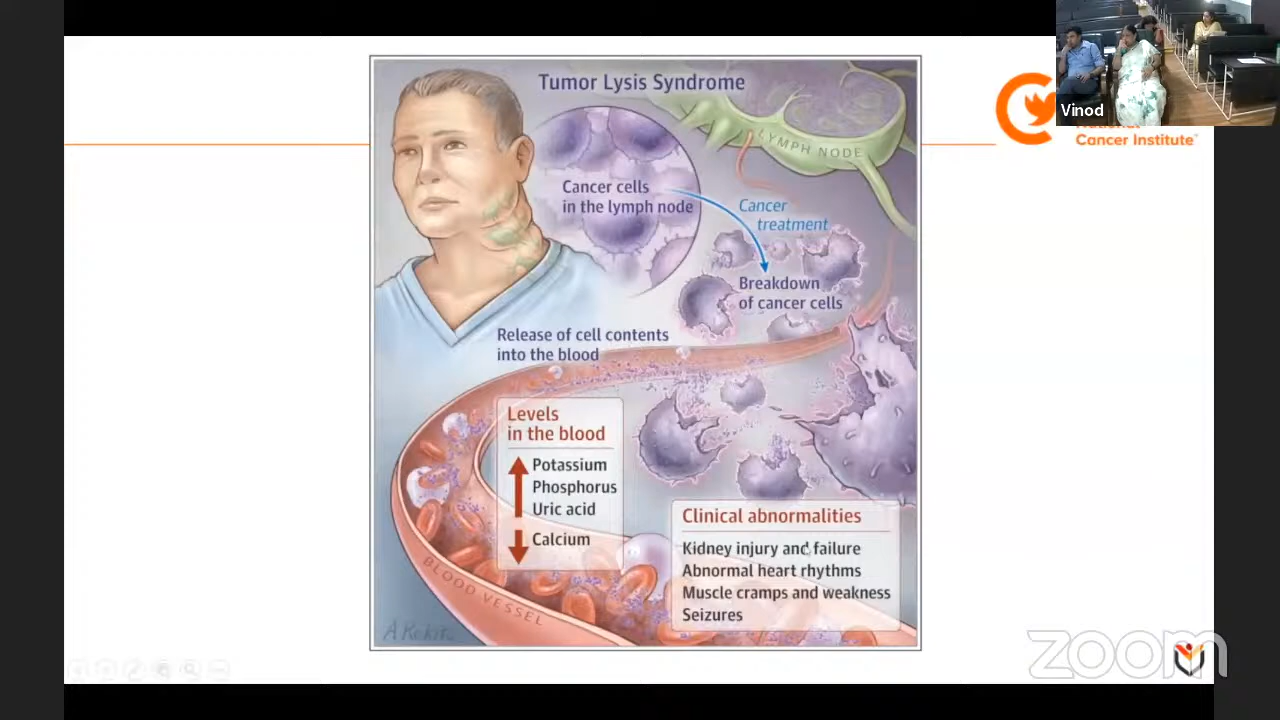 Tumor Lysis Syndrome
LYMPH NODE
Cancer cells
in the lymph node
Cancer
treatment
Breakdown
of cancer cells
Release of cell contents
into the blood
Levels
in the blood
Potassium
Phosphorus
Uric acid
Calcium
Clinical abnormalities
Kidney injury and failure
Abnormal heart rhythms
Muscle cramps and weakness
Seizures
BLOOD VESSEL
Vinod
Cancer Institute
zoom